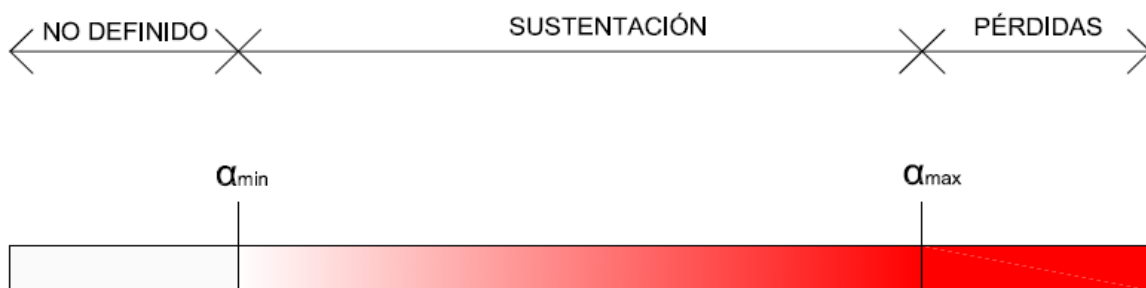 NO DEFINIDO SUSTENTACIÓN PÉRDIDAS
αmin αmax